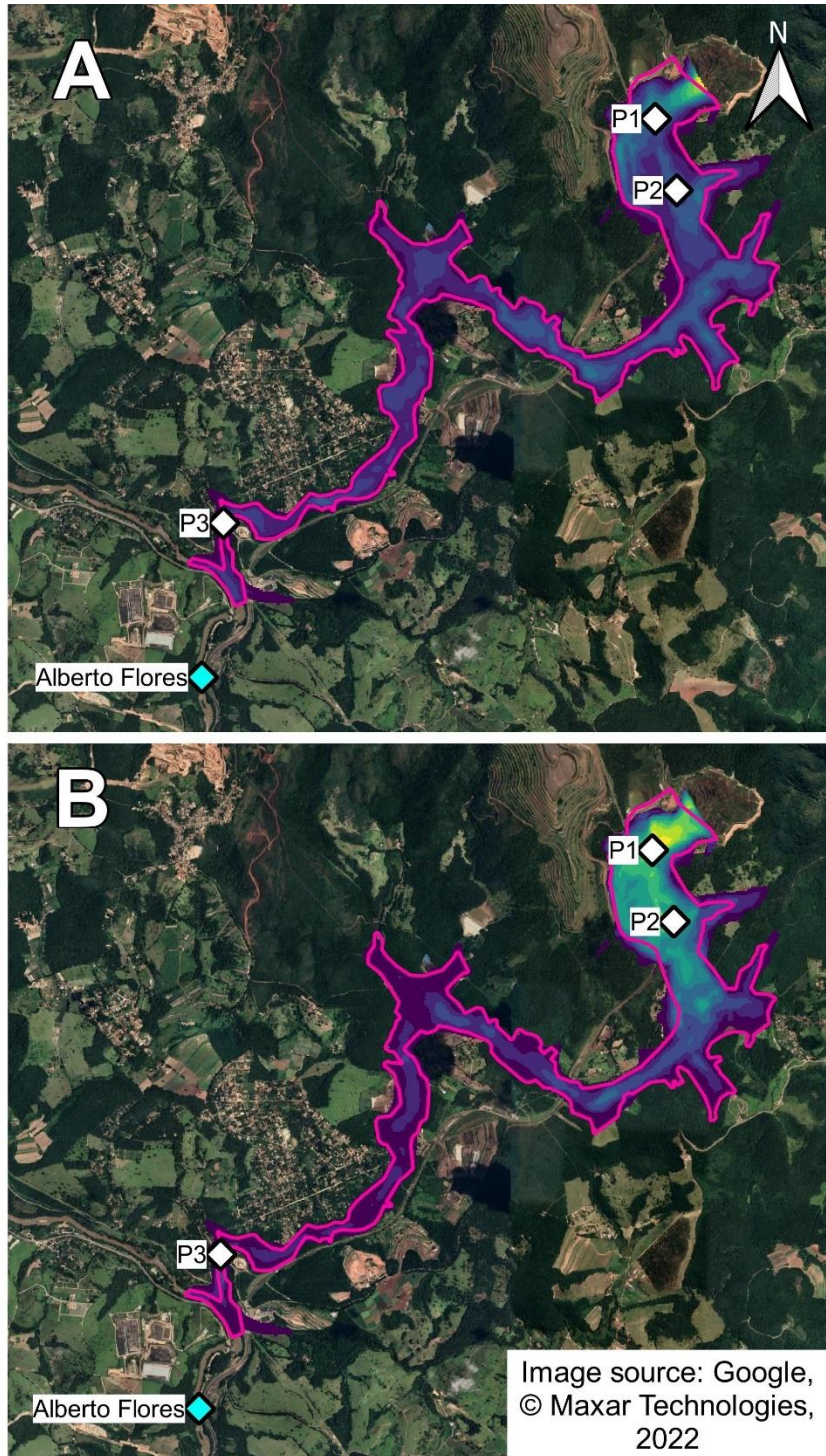 A
N
P1
P2
P3
Alberto Flores
B
P1
P2
P3
Alberto Flores
Image source: Google,
© Maxar Technologies,
2022